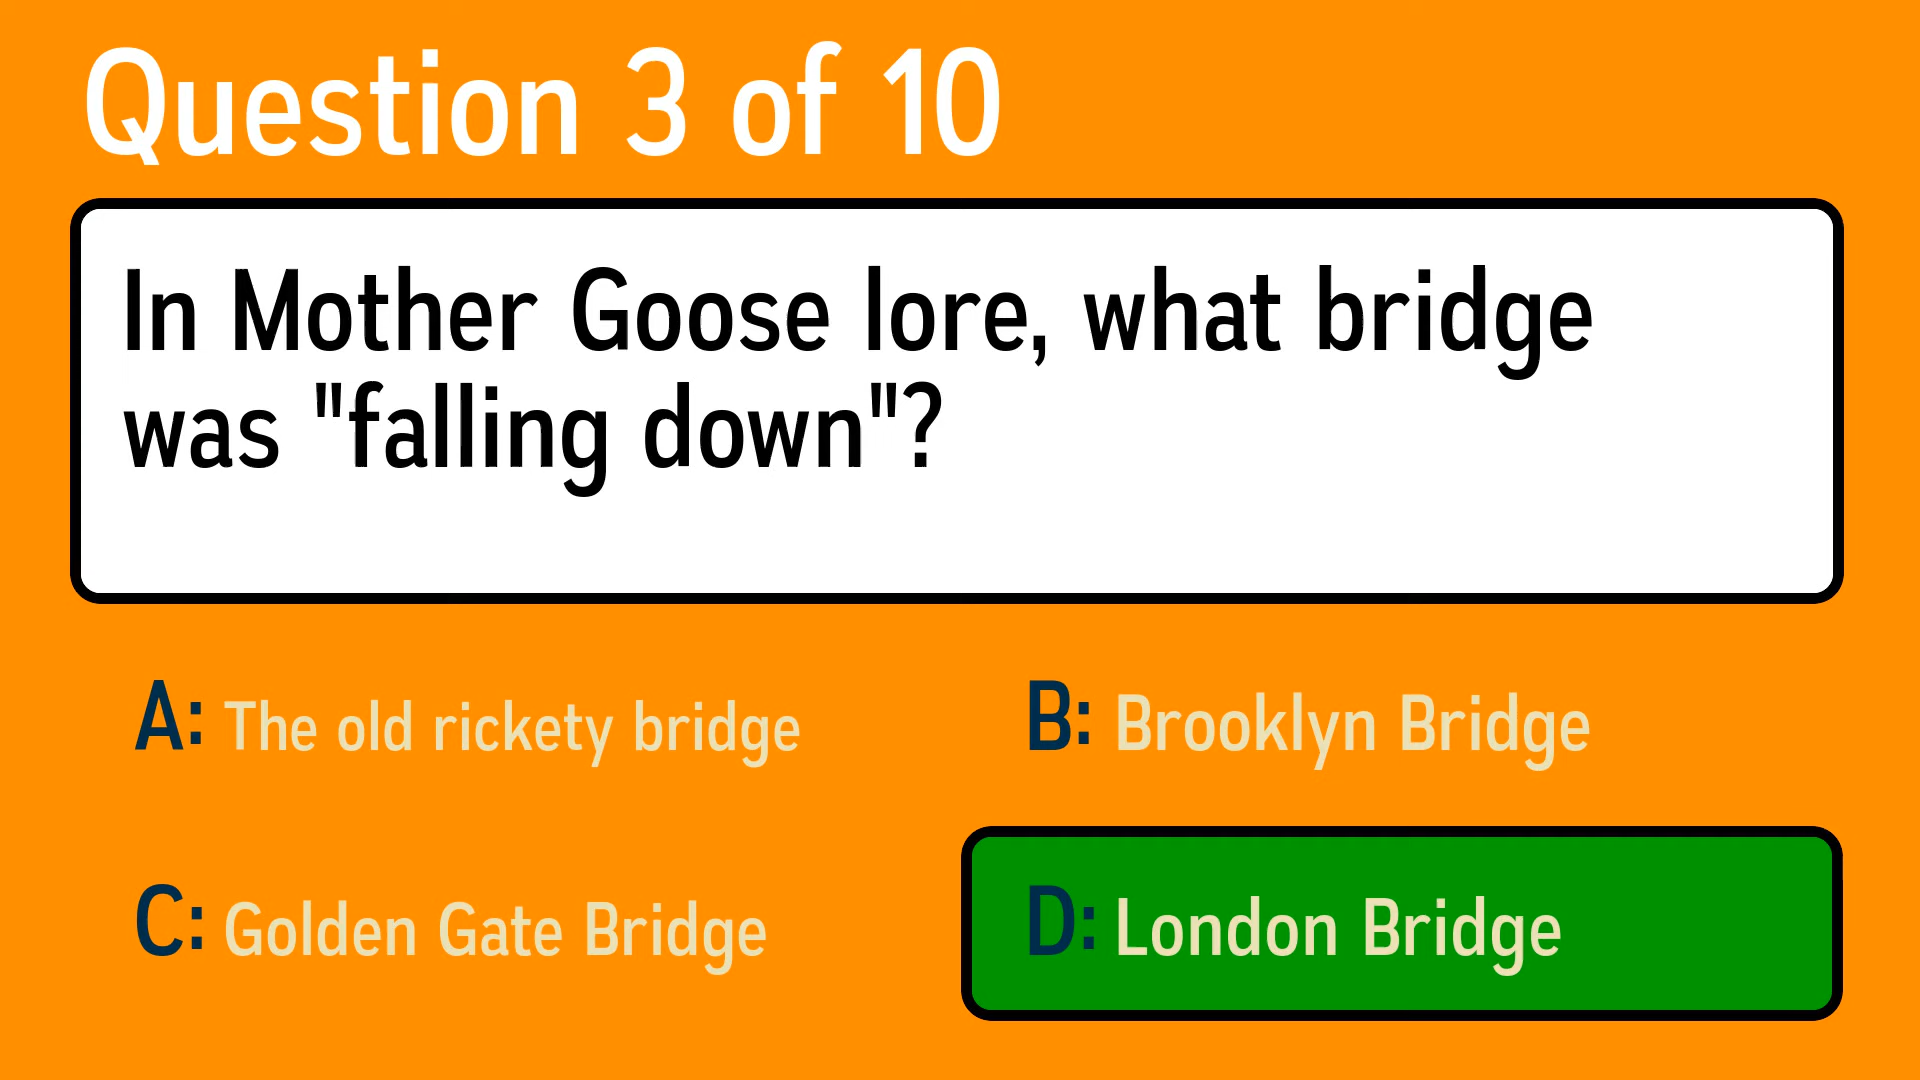 Question 3 of 10
In Mother Goose lore, what bridge
was "falling down"?
A: The old rickety bridge
B: Brooklyn Bridge
C: Golden Gate Bridge
D: London Bridge